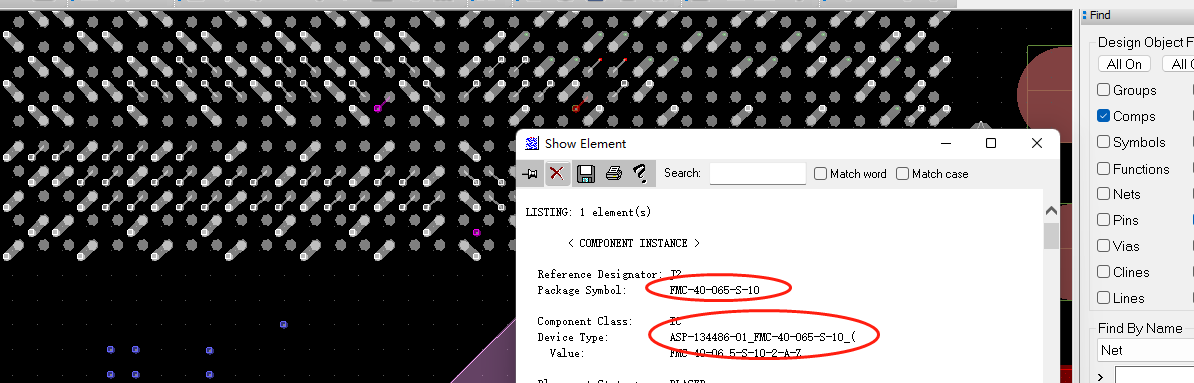 Find
Design Object F
All On
All O
Groups
Comps
Symbols
Functions
Nets
Pins
Vias
Clines
Lines
Find By Name
Net
Show Element
Search:
Match word
Match case
LISTING: 1 element(s)
< COMPONENT INSTANCE >
Reference Designator: J2
Package Symbol: FMC-40-065-S-10
Component Class: IC
Device Type: ASP-134486-01_FMC-40-065-S-10_(
Value: FMC-40-06.5-S-10-2-A-Z